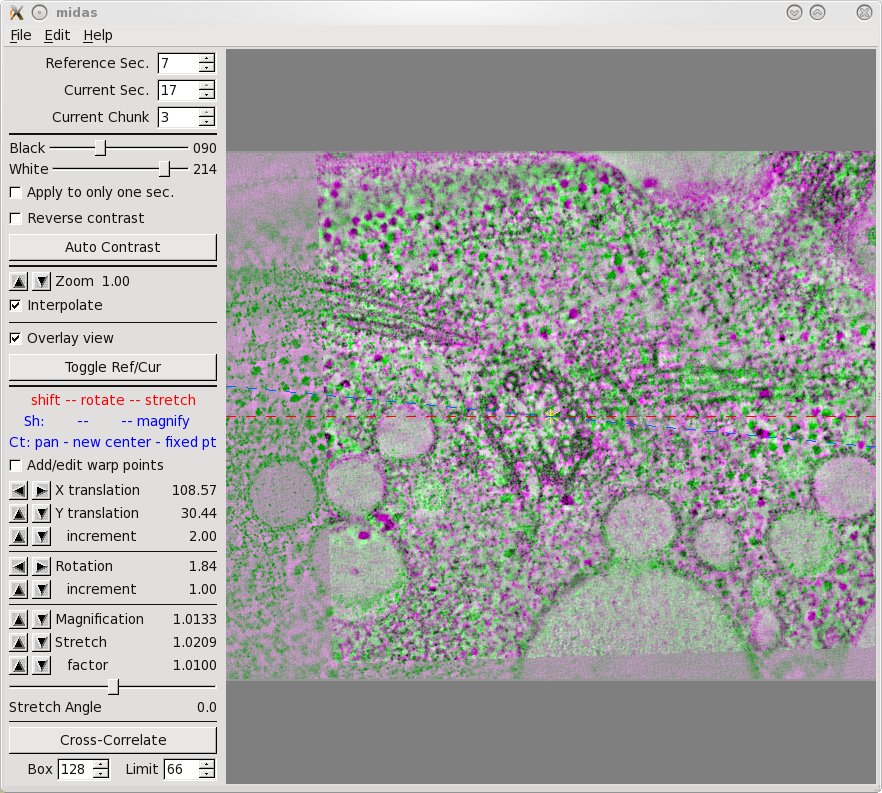 midas
File Edit Help
Reference Sec. 7
Current Sec. 17
Current Chunk 3
Black 090
White 214
Apply to only one sec.
Reverse contrast
Auto Contrast
Zoom 1.00
Interpolate
Overlay view
Toggle Ref/Cur
shift -- rotate -- stretch
Sh: -- -- magnify
Ct: pan - new center - fixed pt
Add/edit warp points
X translation 108.57
Y translation 30.44
increment 2.00
Rotation 1.84
increment 1.00
Magnification 1.0133
Stretch 1.0209
factor 1.0100
Stretch Angle 0.0
Cross-Correlate
Box 128 Limit 66